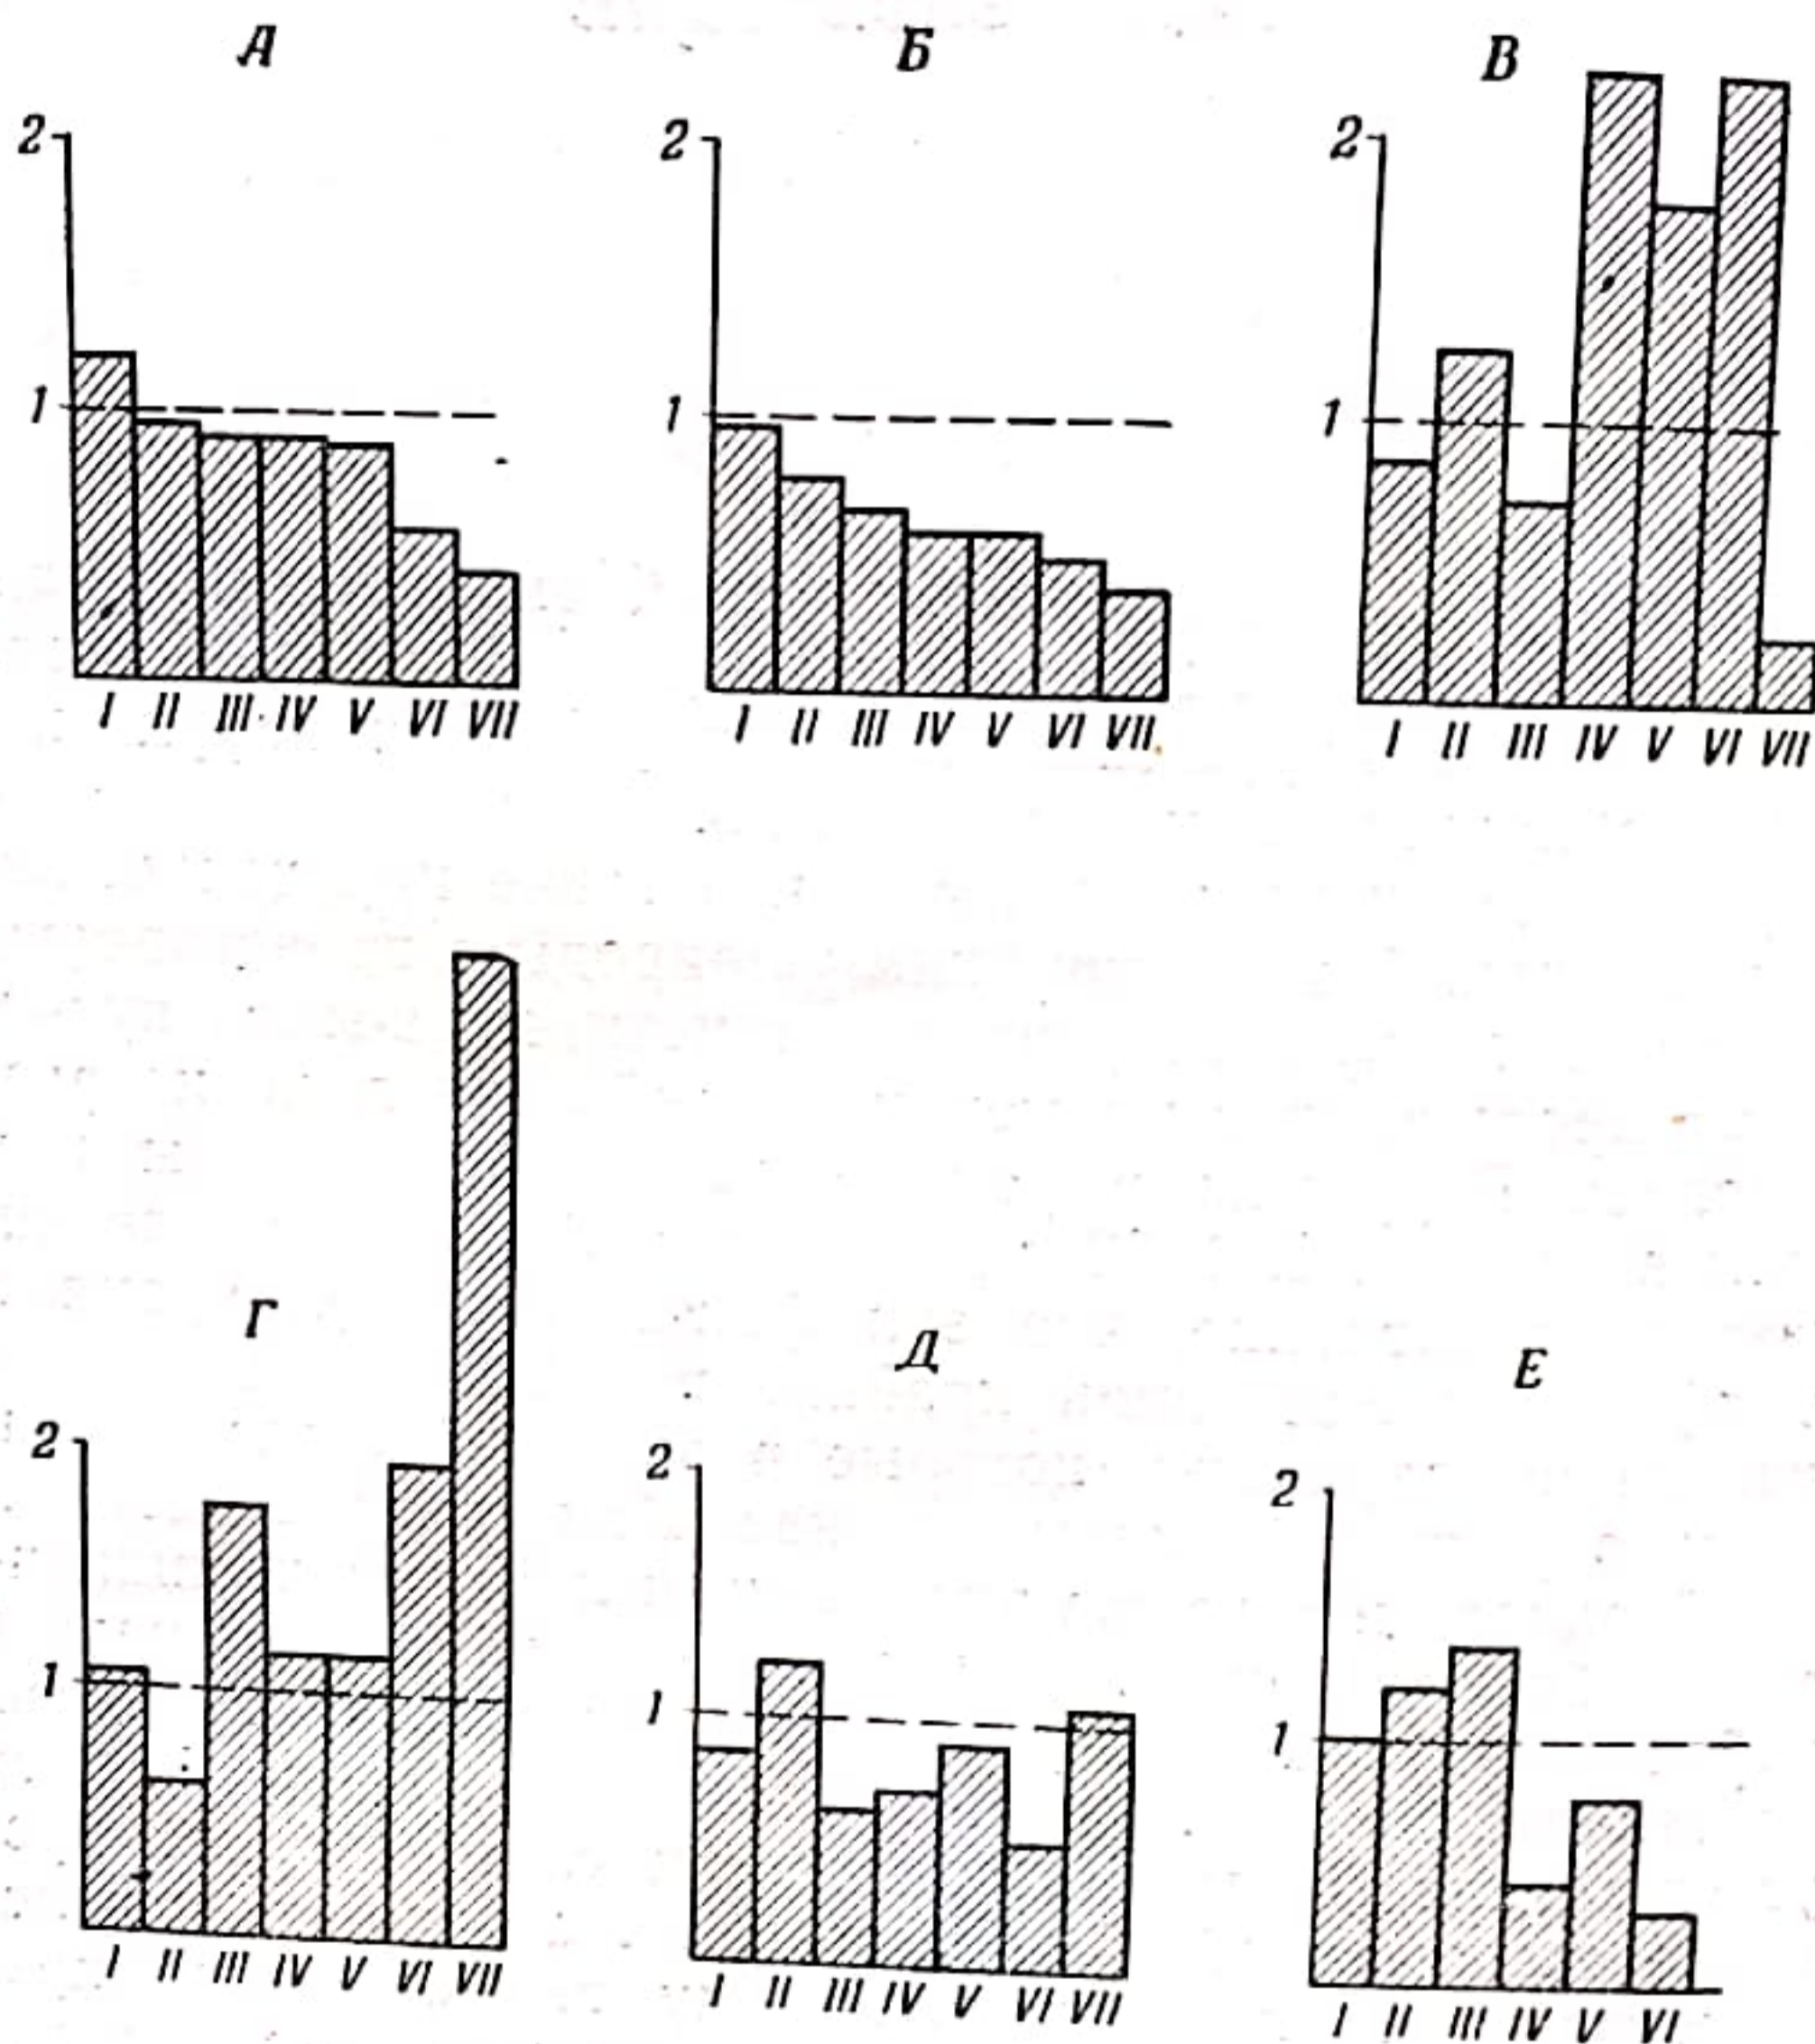 А Б В
2 2 2
1 1 1
I II III IV V VI VII I II III IV V VI VII I II III IV V VI VII
Г Д Е
2 2 2
1 1 1
I II III IV V VI VII I II III IV V VI VII I II III IV V VI